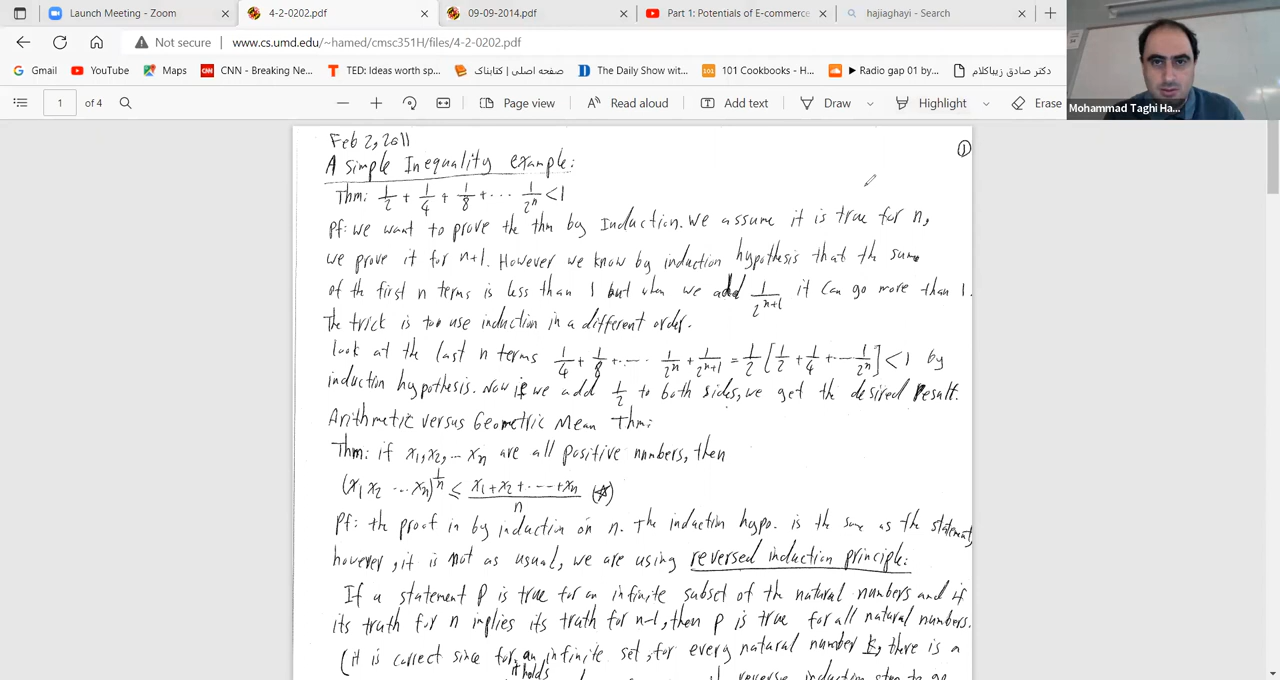 Launch Meeting - Zoom
4-2-0202.pdf
09-09-2014.pdf
Part 1: Potentials of E-commerce
hajiaghayi - Search
Not secure
www.cs.umd.edu/~hamed/cmsc351H/files/4-2-0202.pdf
Gmail
YouTube
Maps
CNN - Breaking Ne...
TED: Ideas worth sp...
صفحه اصلی | کتابناک
The Daily Show wit...
101 Cookbooks - H...
Radio gap 01 by...
دکتر صادق زیباکلام
1 of 4
Page view
Read aloud
Add text
Draw
Highlight
Erase
Mohammad Taghi Ha...
Feb 2, 2011
1
A Simple Inequality example:
Thm: 1/2 + 1/4 + 1/8 + ... 1/2^n < 1
Pf: we want to prove the thm by Induction. We assume it is true for n,
we prove it for n+1. However we know by induction hypothesis that the sum
of the first n terms is less than 1 but when we add 1/2^(n+1) it can go more than 1.
The trick is too use induction in a different order.
look at the last n terms 1/4 + 1/8 + ... 1/2^n + 1/2^(n+1) = 1/2 [1/2 + 1/4 + ... 1/2^n] < 1 by
induction hypothesis. Now if we add 1/2 to both sides, we get the desired result.
Arithmetic versus Geometric Mean Thm:
Thm: if x1, x2, ... xn are all positive numbers, then
(x1 x2 ... xn)^(1/n) ≤ (x1 + x2 + ... + xn)/n (*)
Pf: the proof in by induction on n. The induction hypo. is the same as the statement,
however, it is not as usual, we are using reversed induction principle:
If a statement P is true for an infinite subset of the natural numbers and if
its truth for n implies its truth for n-1, then P is true for all natural numbers.
(it is correct since for an infinite set, for every natural number k, there is a
it holds
reverse induction step to go